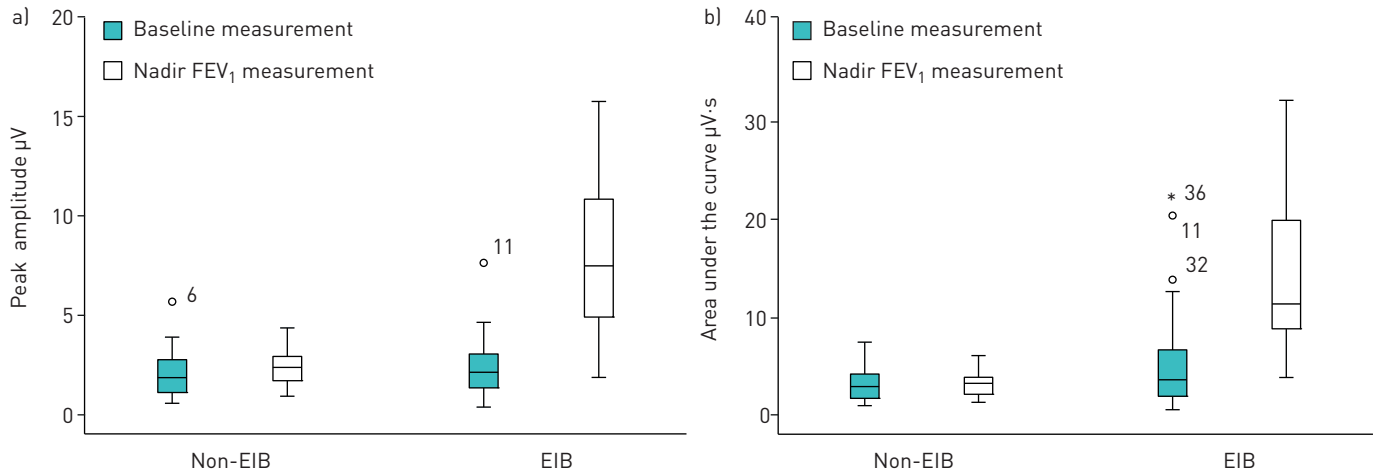 a)
Peak amplitude µV
20
15
10
5
0
Baseline measurement
Nadir FEV₁ measurement
6
11
Non-EIB
EIB
b)
Area under the curve µV·s
40
30
20
10
0
Baseline measurement
Nadir FEV₁ measurement
* 36
11
32
Non-EIB
EIB